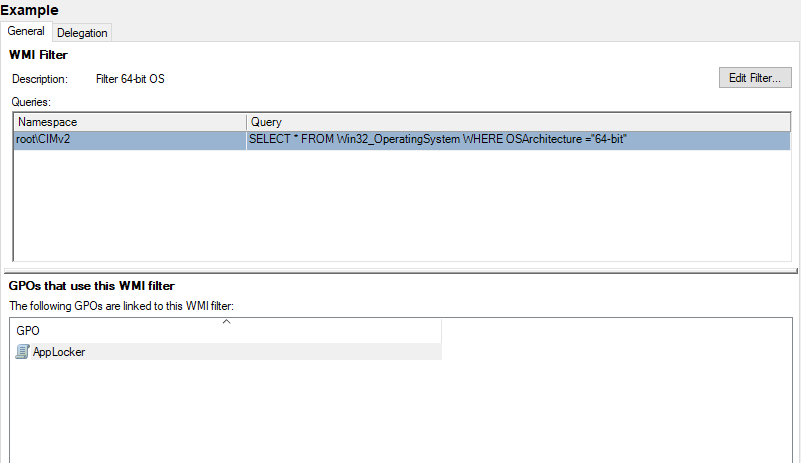 Example
General Delegation
WMI Filter
Description: Filter 64-bit OS Edit Filter...
Queries:
Namespace Query
root\CIMv2 SELECT * FROM Win32_OperatingSystem WHERE OSArchitecture ="64-bit"
GPOs that use this WMI filter
The following GPOs are linked to this WMI filter:
GPO
AppLocker